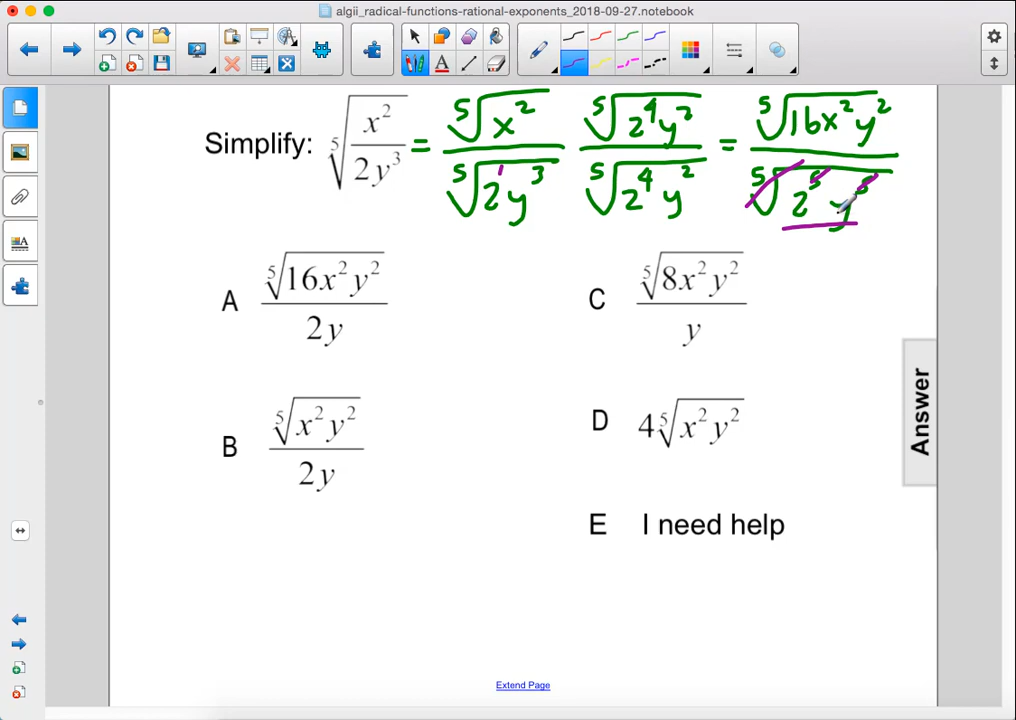 algii_radical-functions-rational-exponents_2018-09-27.notebook
Simplify: ⁵√(x²/(2y³)) = ⁵√(x²)/⁵√(2¹y³) ⁵√(2⁴y²)/⁵√(2⁴y²) = ⁵√(16x²y²)/⁵√(2⁵y⁵)
A ⁵√(16x²y²)/(2y)
C ⁵√(8x²y²)/y
B ⁵√(x²y²)/(2y)
D 4⁵√(x²y²)
E I need help
Answer
Extend Page